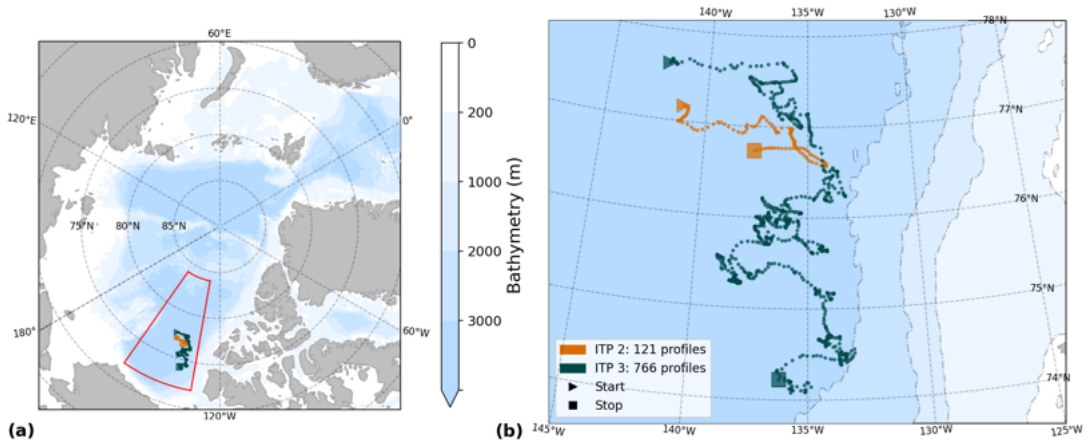 60°E
120°E
0°
75°N 80°N 85°N
180°
60°W
120°W
(a)
0
200
1000
2000
3000
Bathymetry (m)
140°W 135°W 130°W
78°N
77°N
76°N
75°N
74°N
ITP 2: 121 profiles
ITP 3: 766 profiles
Start
Stop
145°W 140°W 135°W 130°W 125°W
(b)